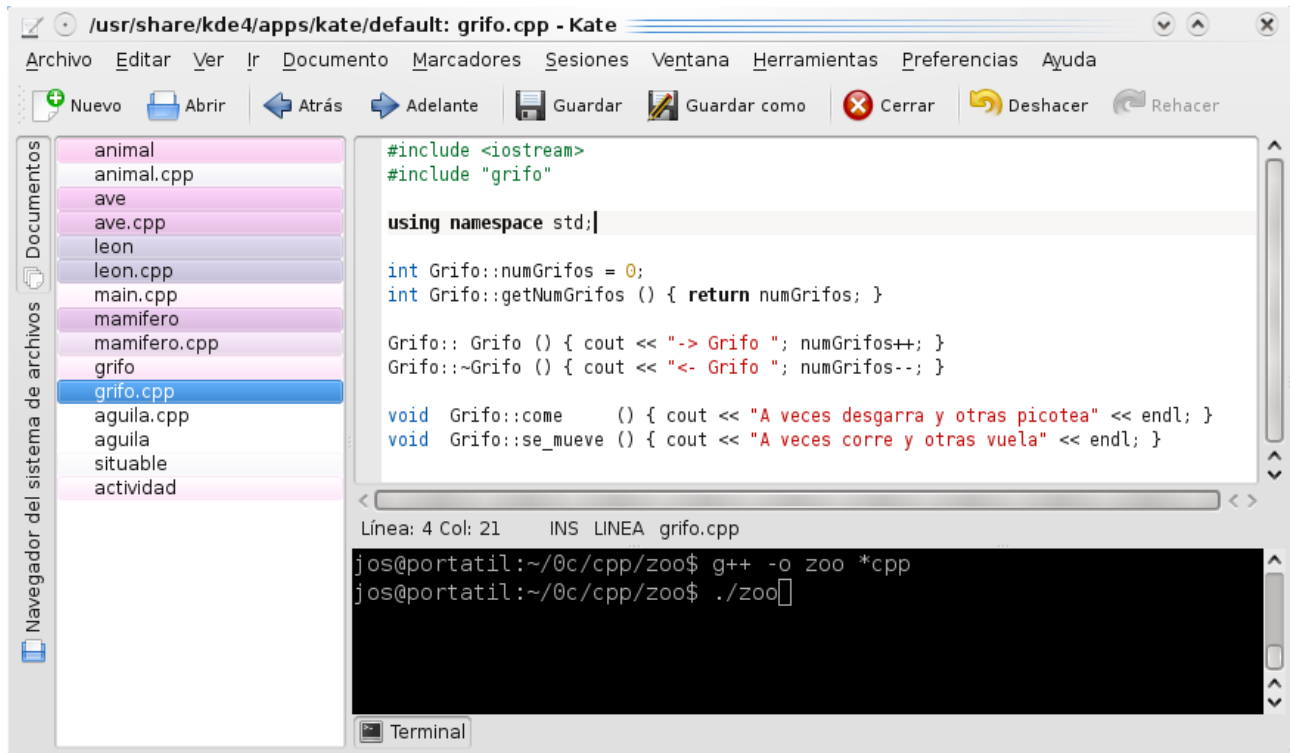 /usr/share/kde4/apps/kate/default: grifo.cpp - Kate
Archivo Editar Ver Ir Documento Marcadores Sesiones Ventana Herramientas Preferencias Ayuda
Nuevo Abrir Atrás Adelante Guardar Guardar como Cerrar Deshacer Rehacer
Documentos
Navegador del sistema de archivos
animal
animal.cpp
ave
ave.cpp
leon
leon.cpp
main.cpp
mamifero
mamifero.cpp
grifo
grifo.cpp
aguila.cpp
aguila
situable
actividad
#include <iostream>
#include "grifo"
using namespace std;
int Grifo::numGrifos = 0;
int Grifo::getNumGrifos () { return numGrifos; }
Grifo:: Grifo () { cout << "-> Grifo "; numGrifos++; }
Grifo::~Grifo () { cout << "<- Grifo "; numGrifos--; }
void  Grifo::come     () { cout << "A veces desgarra y otras picotea" << endl; }
void  Grifo::se_mueve () { cout << "A veces corre y otras vuela" << endl; }
Línea: 4 Col: 21 INS LINEA grifo.cpp
jos@portatil:~/0c/cpp/zoo$ g++ -o zoo *cpp
jos@portatil:~/0c/cpp/zoo$ ./zoo
Terminal